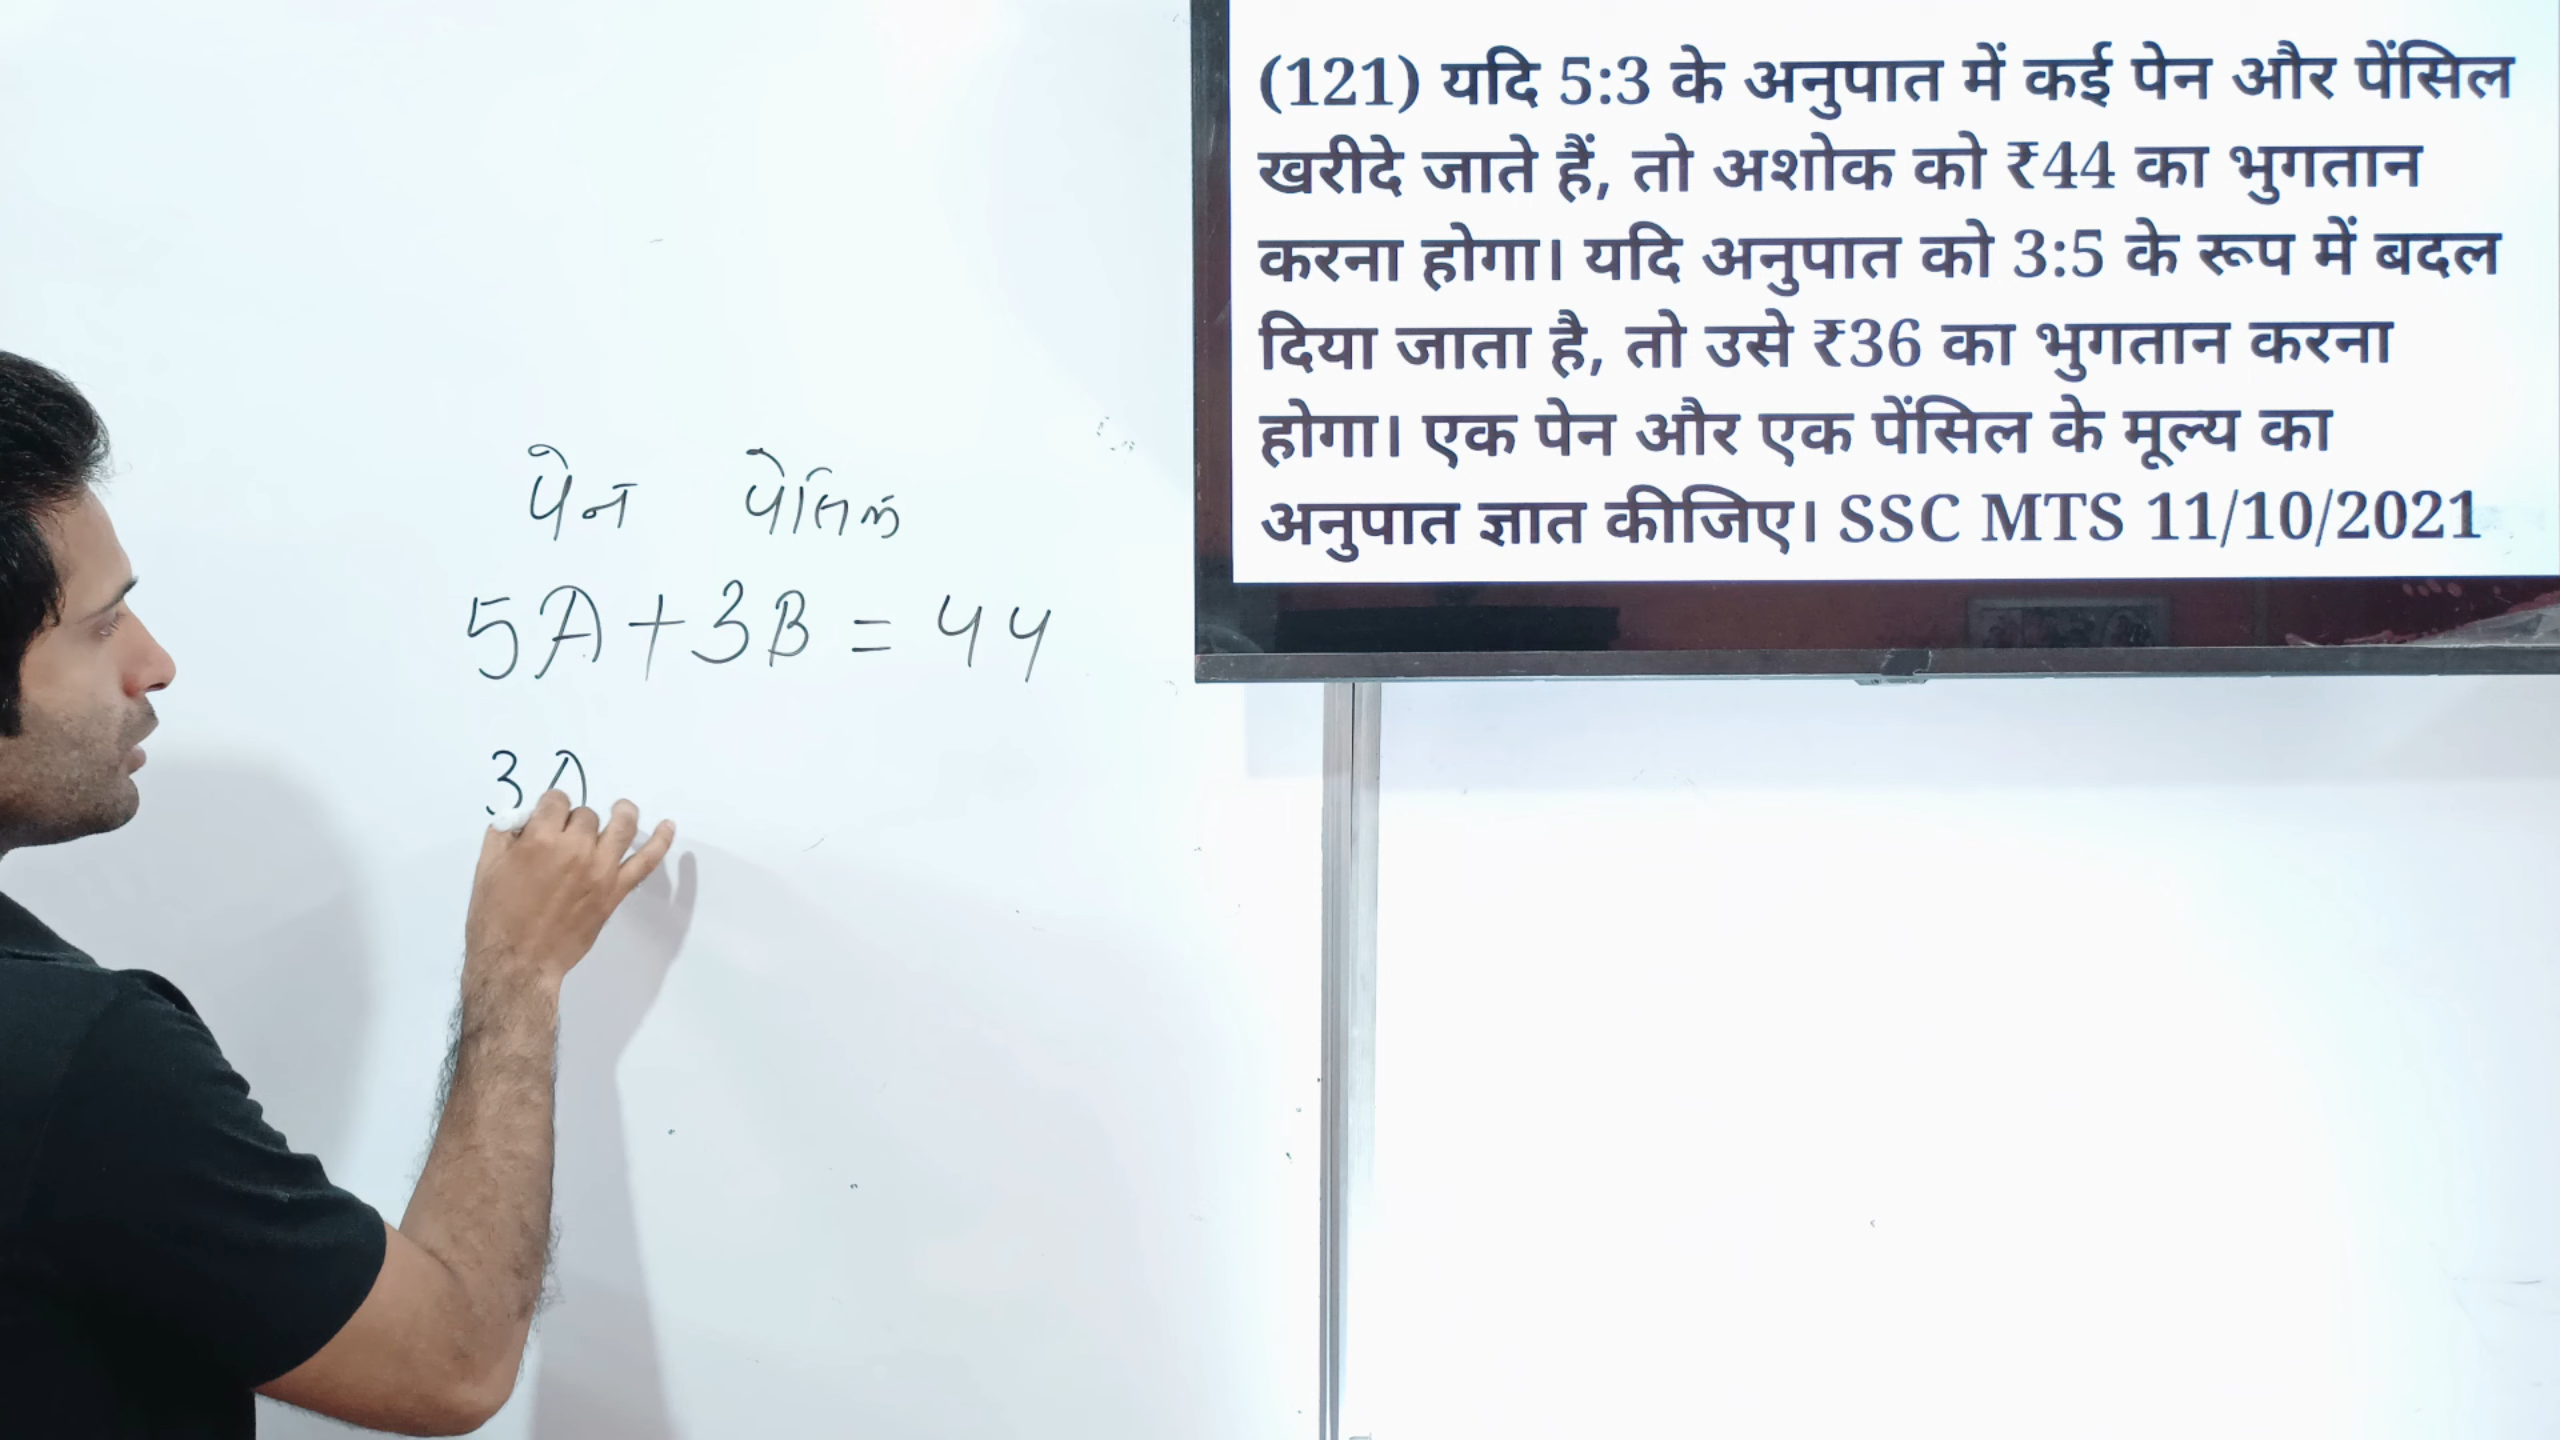 (121) यदि 5:3 के अनुपात में कई पेन और पेंसिल
खरीदे जाते हैं, तो अशोक को ₹44 का भुगतान
करना होगा। यदि अनुपात को 3:5 के रूप में बदल
दिया जाता है, तो उसे ₹36 का भुगतान करना
होगा। एक पेन और एक पेंसिल के मूल्य का
अनुपात ज्ञात कीजिए। SSC MTS 11/10/2021
पेन पेंसिल
5A+3B = 44
3A